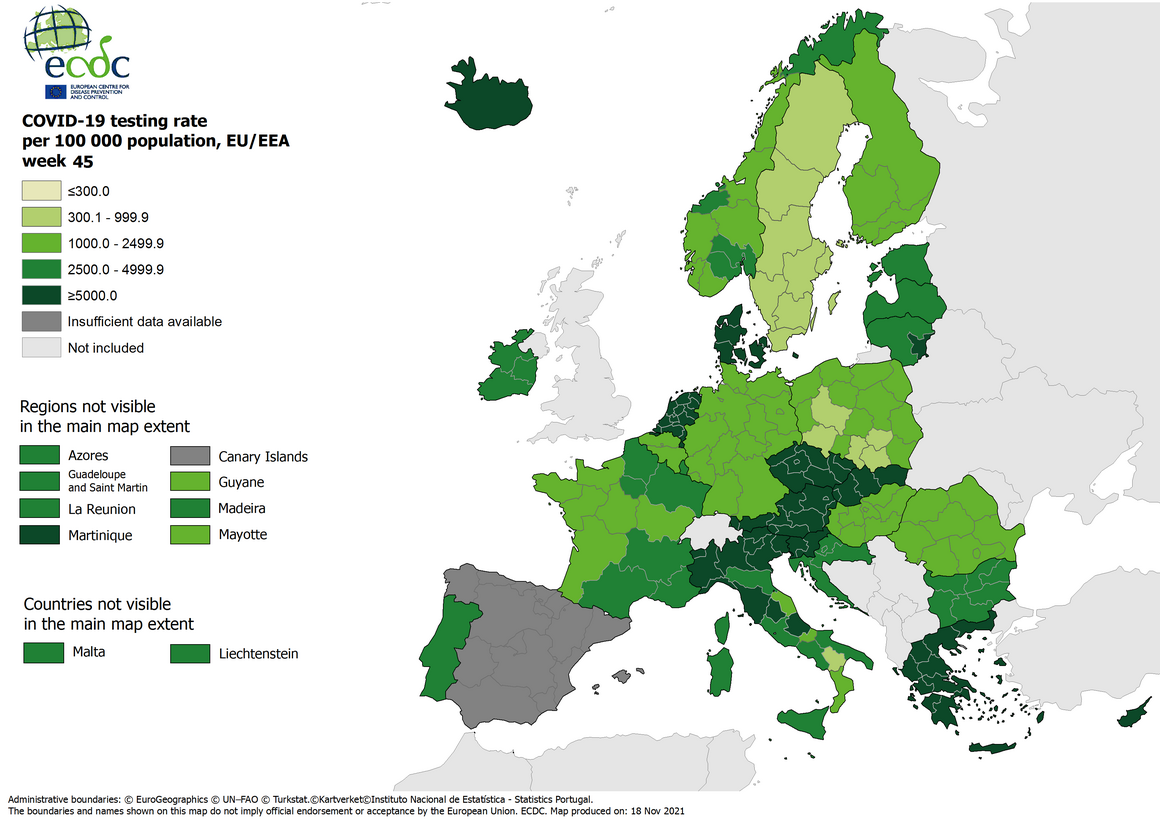 ecdc
EUROPEAN CENTRE FOR
DISEASE PREVENTION
AND CONTROL
COVID-19 testing rate
per 100 000 population, EU/EEA
week 45
≤300.0
300.1 - 999.9
1000.0 - 2499.9
2500.0 - 4999.9
≥5000.0
Insufficient data available
Not included
Regions not visible
in the main map extent
Azores
Canary Islands
Guadeloupe
and Saint Martin
Guyane
La Reunion
Madeira
Martinique
Mayotte
Countries not visible
in the main map extent
Malta
Liechtenstein
Administrative boundaries: © EuroGeographics © UN–FAO © Turkstat.©Kartverket©Instituto Nacional de Estatística - Statistics Portugal.
The boundaries and names shown on this map do not imply official endorsement or acceptance by the European Union. ECDC. Map produced on: 18 Nov 2021